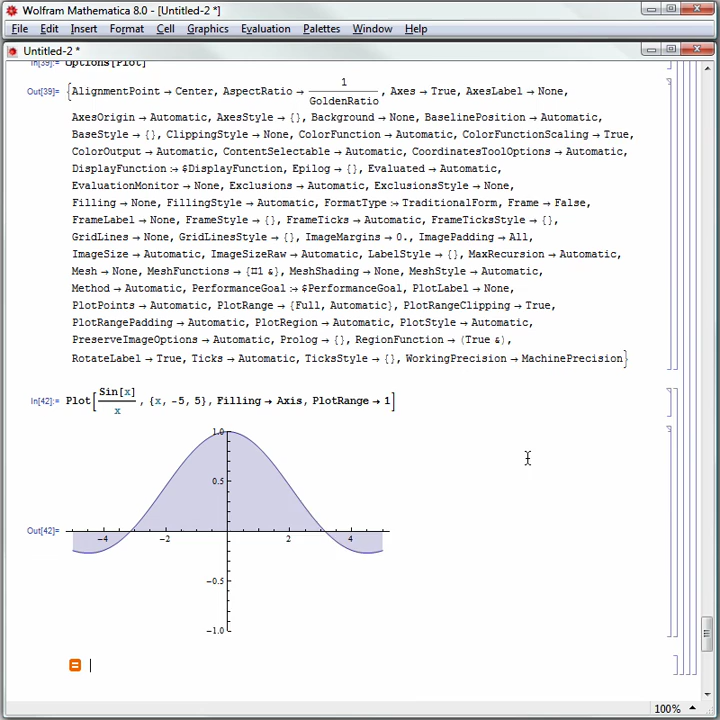 Wolfram Mathematica 8.0 - [Untitled-2 *]
File Edit Insert Format Cell Graphics Evaluation Palettes Window Help
Untitled-2 *
In[39]:= Options[Plot]
Out[39]= {AlignmentPoint → Center, AspectRatio → 1/GoldenRatio, Axes → True, AxesLabel → None,
AxesOrigin → Automatic, AxesStyle → {}, Background → None, BaselinePosition → Automatic,
BaseStyle → {}, ClippingStyle → None, ColorFunction → Automatic, ColorFunctionScaling → True,
ColorOutput → Automatic, ContentSelectable → Automatic, CoordinatesToolOptions → Automatic,
DisplayFunction :→ $DisplayFunction, Epilog → {}, Evaluated → Automatic,
EvaluationMonitor → None, Exclusions → Automatic, ExclusionsStyle → None,
Filling → None, FillingStyle → Automatic, FormatType :→ TraditionalForm, Frame → False,
FrameLabel → None, FrameStyle → {}, FrameTicks → Automatic, FrameTicksStyle → {},
GridLines → None, GridLinesStyle → {}, ImageMargins → 0., ImagePadding → All,
ImageSize → Automatic, ImageSizeRaw → Automatic, LabelStyle → {}, MaxRecursion → Automatic,
Mesh → None, MeshFunctions → {#1 &}, MeshShading → None, MeshStyle → Automatic,
Method → Automatic, PerformanceGoal :→ $PerformanceGoal, PlotLabel → None,
PlotPoints → Automatic, PlotRange → {Full, Automatic}, PlotRangeClipping → True,
PlotRangePadding → Automatic, PlotRegion → Automatic, PlotStyle → Automatic,
PreserveImageOptions → Automatic, Prolog → {}, RegionFunction → (True &),
RotateLabel → True, Ticks → Automatic, TicksStyle → {}, WorkingPrecision → MachinePrecision}
In[42]:= Plot[Sin[x]/x, {x, -5, 5}, Filling → Axis, PlotRange → 1]
1.0
0.5
Out[42]=
-4 -2 2 4
-0.5
-1.0
=
100%